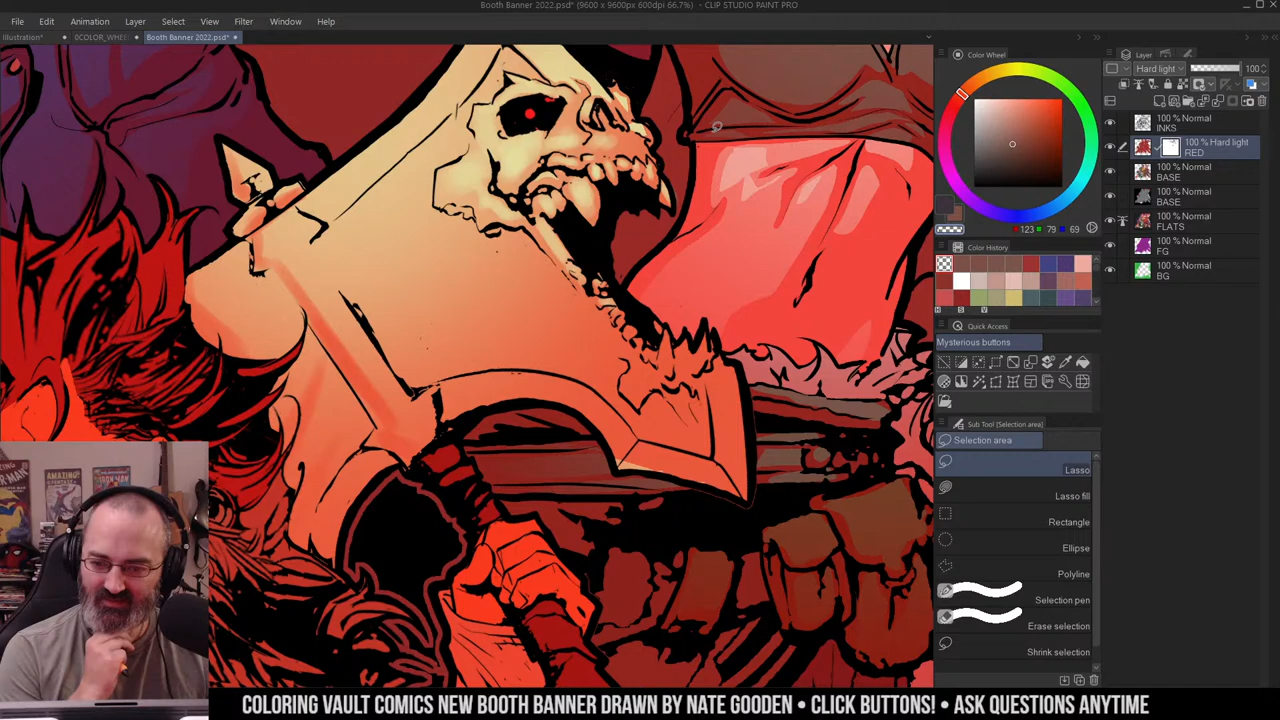 Booth Banner 2022.psd* (9600 x 9600px 600dpi 66.7%) - CLIP STUDIO PAINT PRO
File Edit Animation Layer Select View Filter Window Help
Illustration* 0COLOR_WHEE Booth Banner 2022.psd*
Color Wheel
123 79 69
Color History
H S V
Quick Access
Mysterious buttons
Sub Tool [Selection area]
Selection area
Lasso
Lasso fill
Rectangle
Ellipse
Polyline
Selection pen
Erase selection
Shrink selection
Layer
Hard light 100
100 % Normal
INKS
100 % Hard light
RED
100 % Normal
BASE
100 % Normal
BASE
100 % Normal
FLATS
100 % Normal
FG
100 % Normal
BG
COLORING VAULT COMICS NEW BOOTH BANNER DRAWN BY NATE GOODEN • CLICK BUTTONS! • ASK QUESTIONS ANYTIME